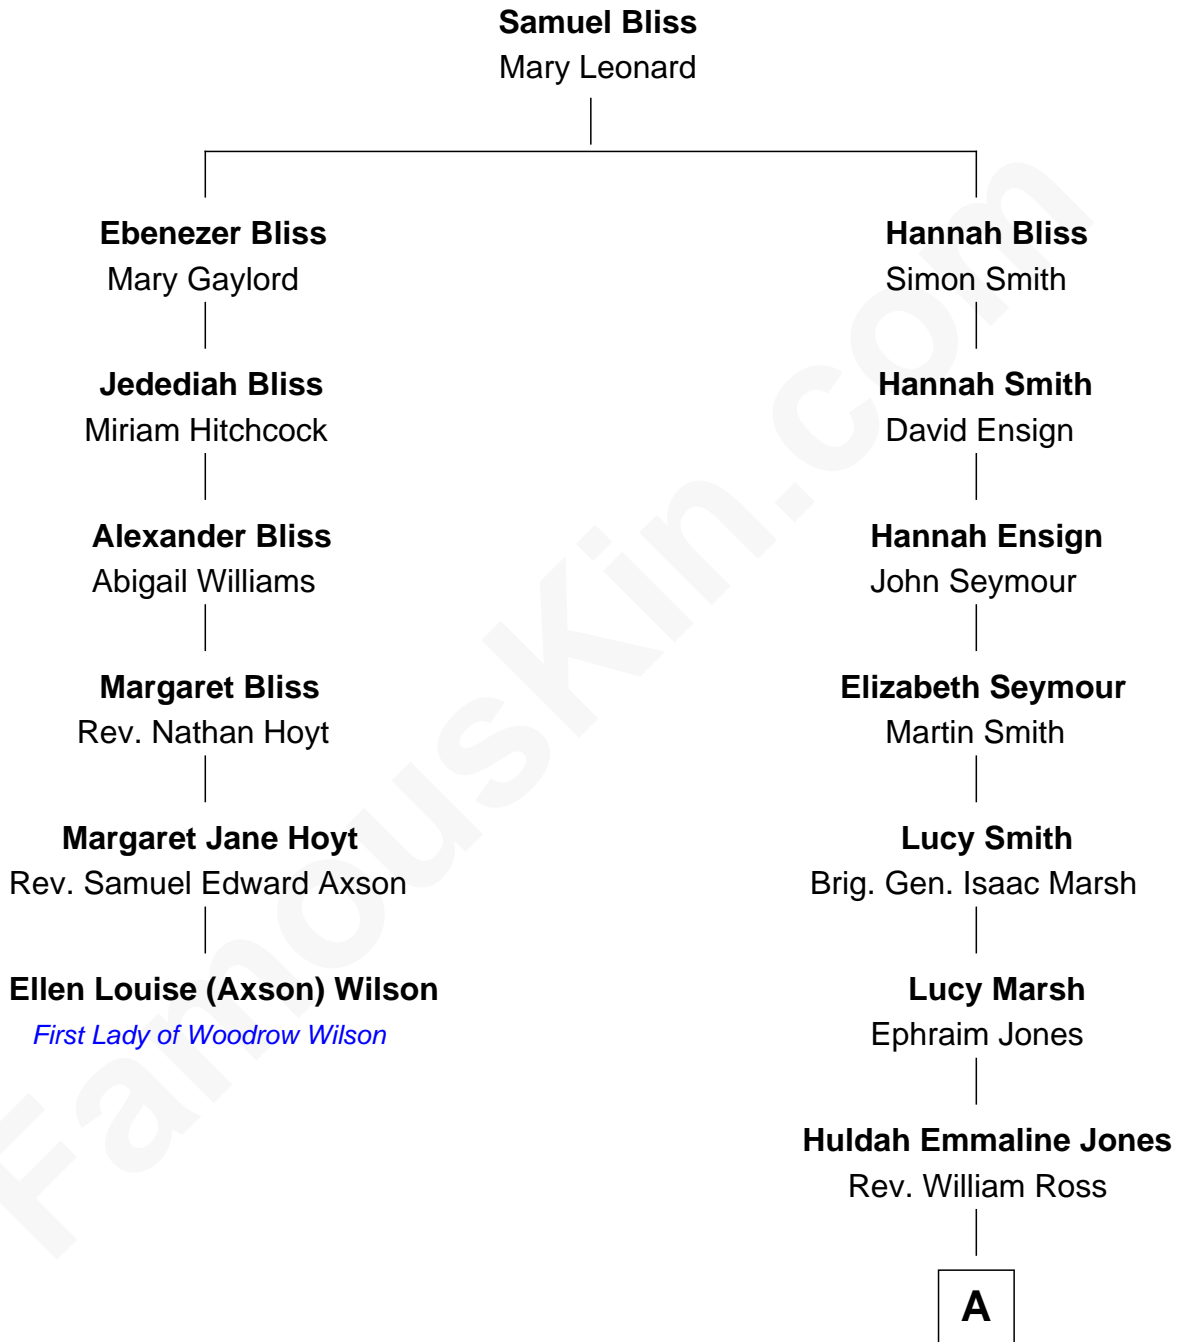 Samuel Bliss
Mary Leonard
Ebenezer Bliss
Mary Gaylord
Hannah Bliss
Simon Smith
Jedediah Bliss
Miriam Hitchcock
Hannah Smith
David Ensign
Alexander Bliss
Abigail Williams
Hannah Ensign
John Seymour
Margaret Bliss
Rev. Nathan Hoyt
Elizabeth Seymour
Martin Smith
Margaret Jane Hoyt
Rev. Samuel Edward Axson
Lucy Smith
Brig. Gen. Isaac Marsh
Ellen Louise (Axson) Wilson
First Lady of Woodrow Wilson
Lucy Marsh
Ephraim Jones
Huldah Emmaline Jones
Rev. William Ross
A
FamousKin.com